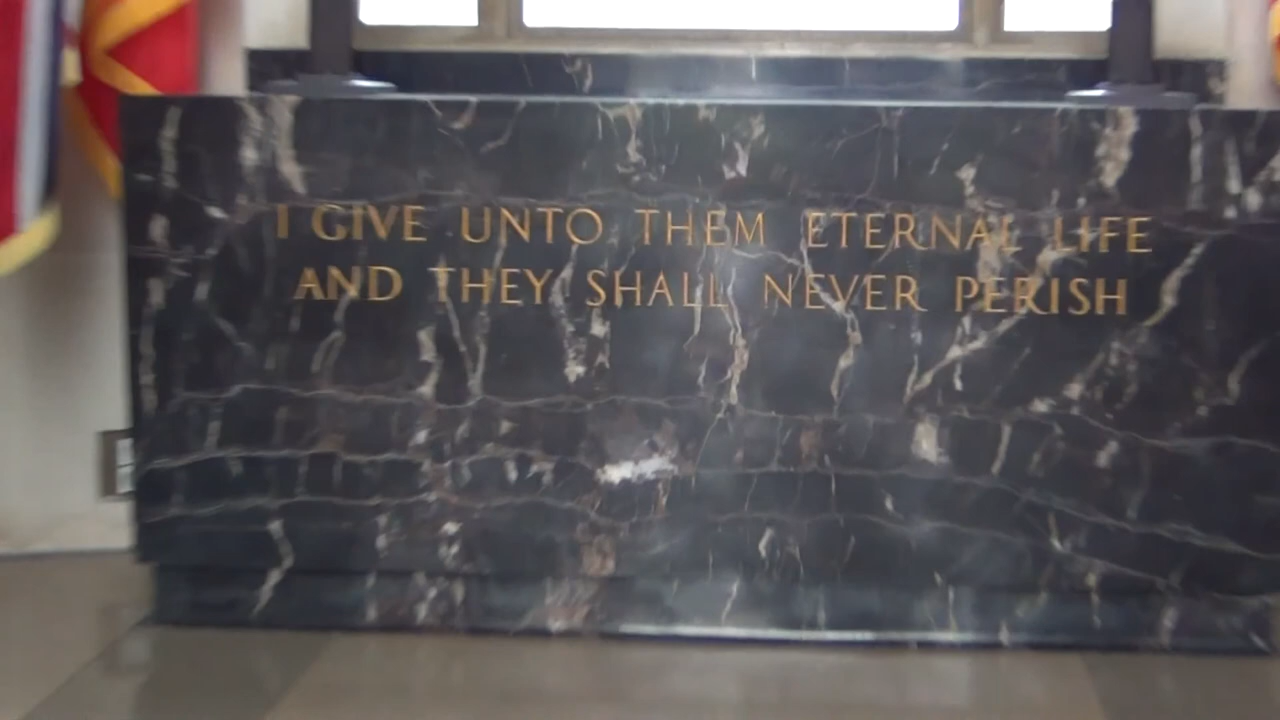 I GIVE UNTO THEM ETERNAL LIFE
AND THEY SHALL NEVER PERISH